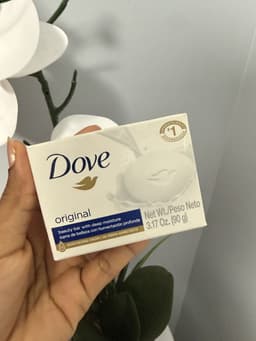 #1
Dove
original
beauty bar with deep moisture
barra de belleza con humectación profunda
Net Wt./Peso Neto
3.17 Oz. (90 g)